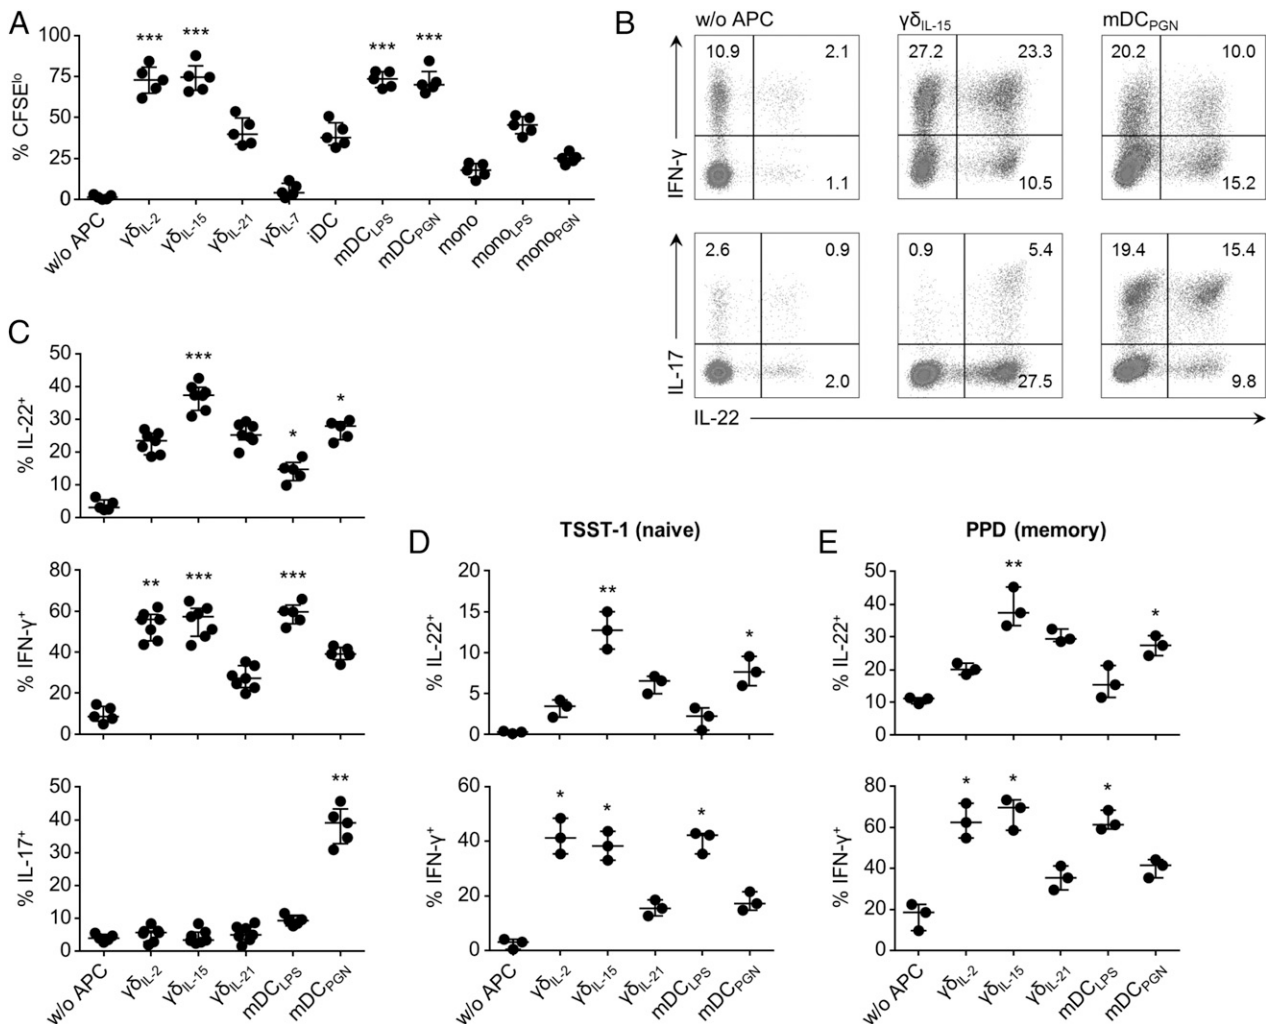 A
% CFSE^lo
100
75
50
25
0
***
***
***
***
w/o APC
γδIL-2
γδIL-15
γδIL-21
γδIL-7
iDC
mDCLPS
mDCPGN
mono
monoLPS
monoPGN
B
w/o APC
γδIL-15
mDCPGN
IFN-γ
10.9
2.1
1.1
27.2
23.3
10.5
20.2
10.0
15.2
IL-17
2.6
0.9
2.0
0.9
5.4
27.5
19.4
15.4
9.8
IL-22
C
% IL-22+
50
40
30
20
10
0
***
*
*
% IFN-γ+
80
60
40
20
0
**
***
***
% IL-17+
50
40
30
20
10
0
**
w/o APC
γδIL-2
γδIL-15
γδIL-21
mDCLPS
mDCPGN
D
TSST-1 (naive)
% IL-22+
20
15
10
5
0
**
*
% IFN-γ+
60
40
20
0
*
*
*
w/o APC
γδIL-2
γδIL-15
γδIL-21
mDCLPS
mDCPGN
E
PPD (memory)
% IL-22+
50
40
30
20
10
0
**
*
% IFN-γ+
80
60
40
20
0
*
*
*
w/o APC
γδIL-2
γδIL-15
γδIL-21
mDCLPS
mDCPGN